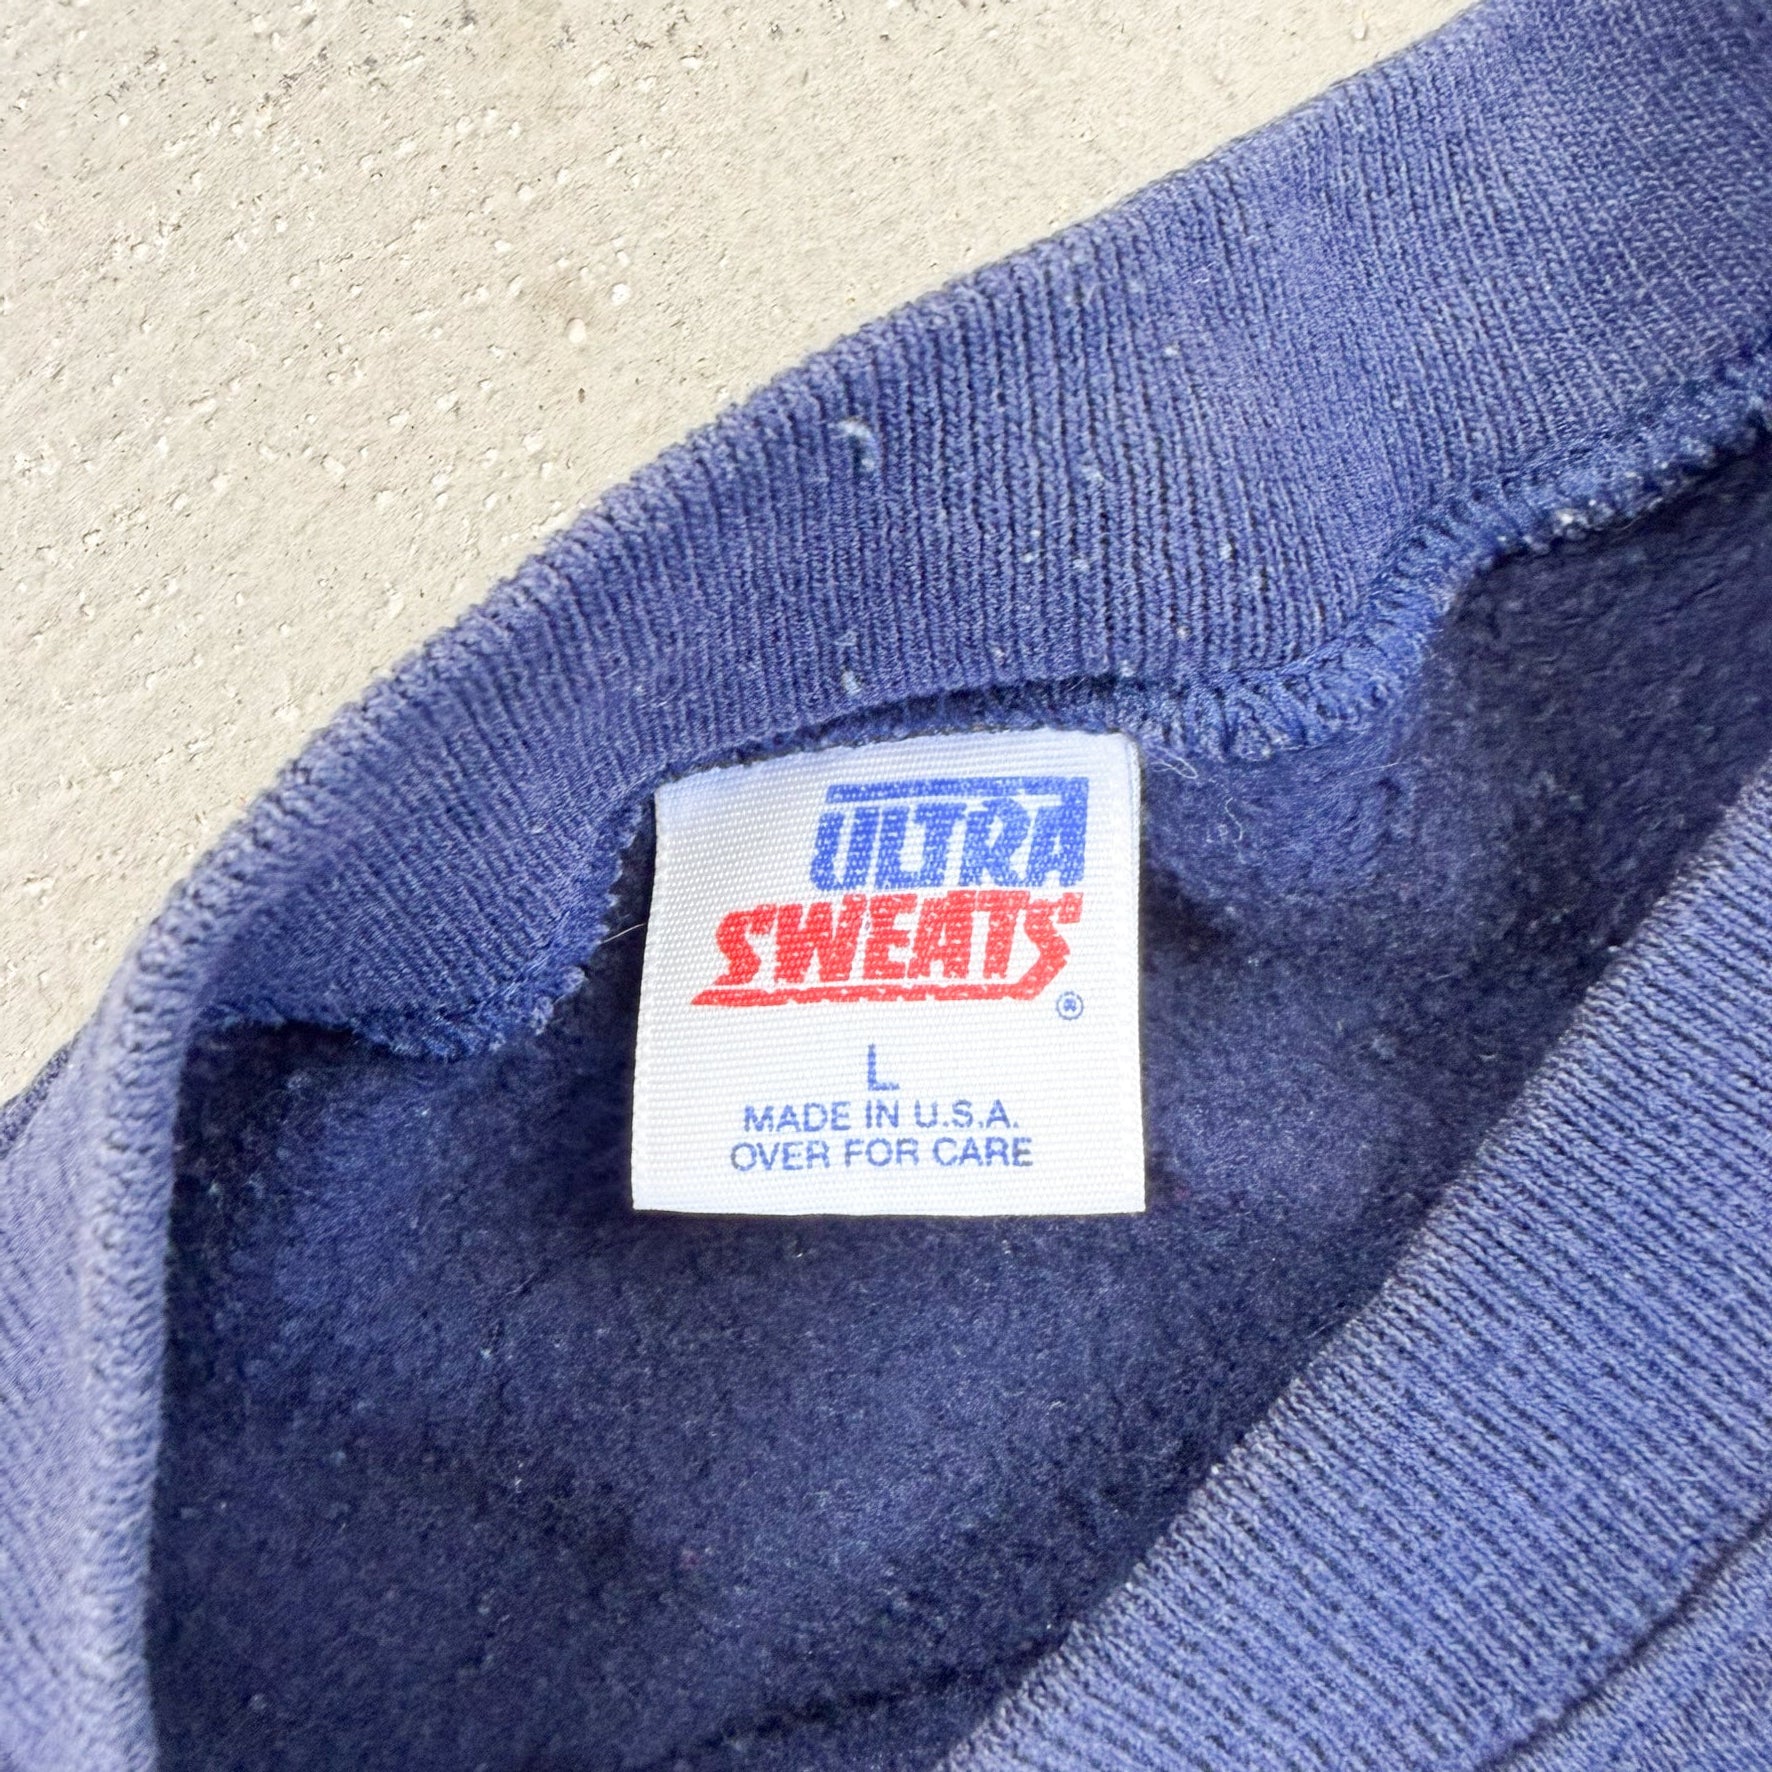 ULTRA
SWEATS®
L
MADE IN U.S.A.
OVER FOR CARE